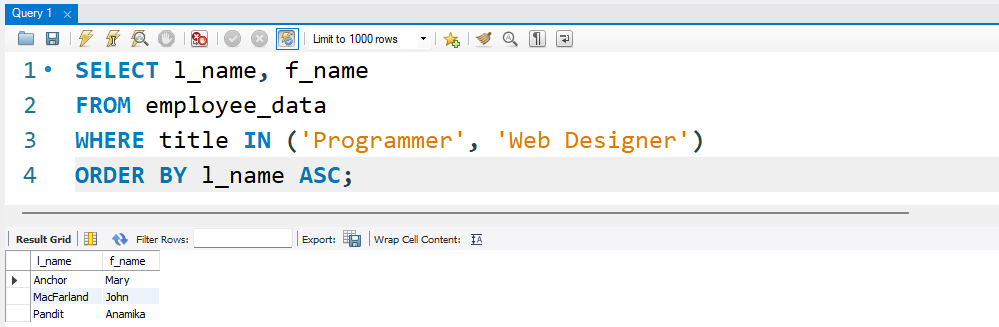 Query 1
Limit to 1000 rows
1 SELECT l_name, f_name
2 FROM employee_data
3 WHERE title IN ('Programmer', 'Web Designer')
4 ORDER BY l_name ASC;
Result Grid Filter Rows: Export: Wrap Cell Content:
l_name f_name
Anchor Mary
MacFarland John
Pandit Anamika